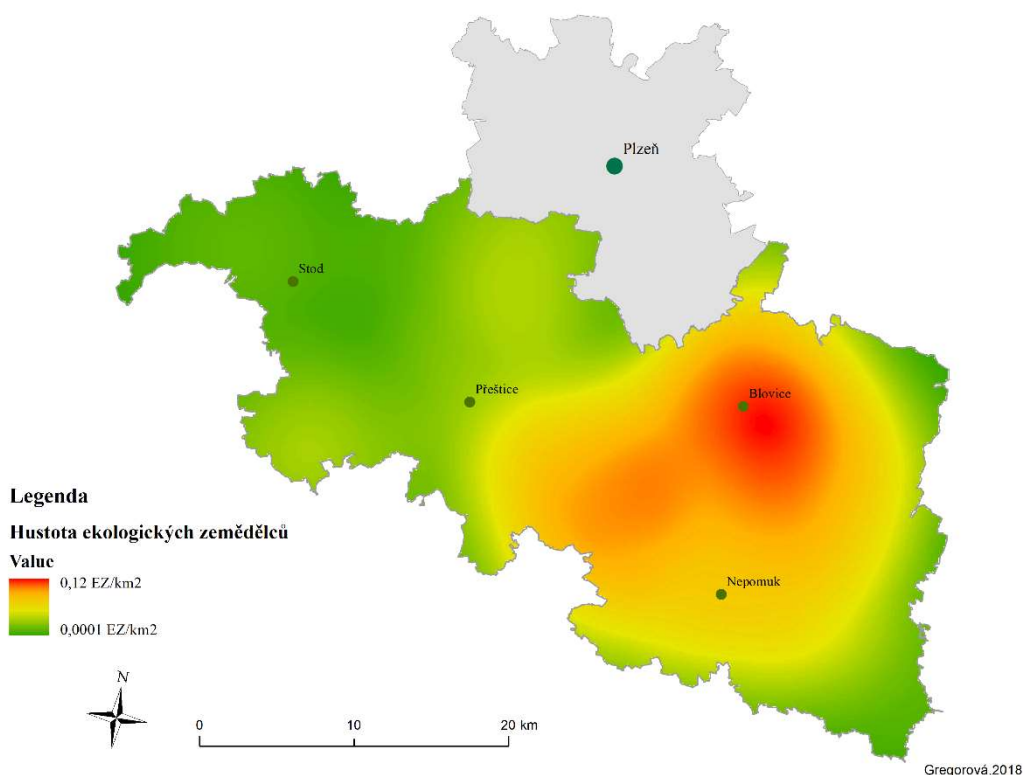 Plzeň
Stod
Přeštice
Blovice
Nepomuk
Legenda
Hustota ekologických zemědělců
Value
0,12 EZ/km2
0,0001 EZ/km2
N
0 10 20 km
Gregorová,2018